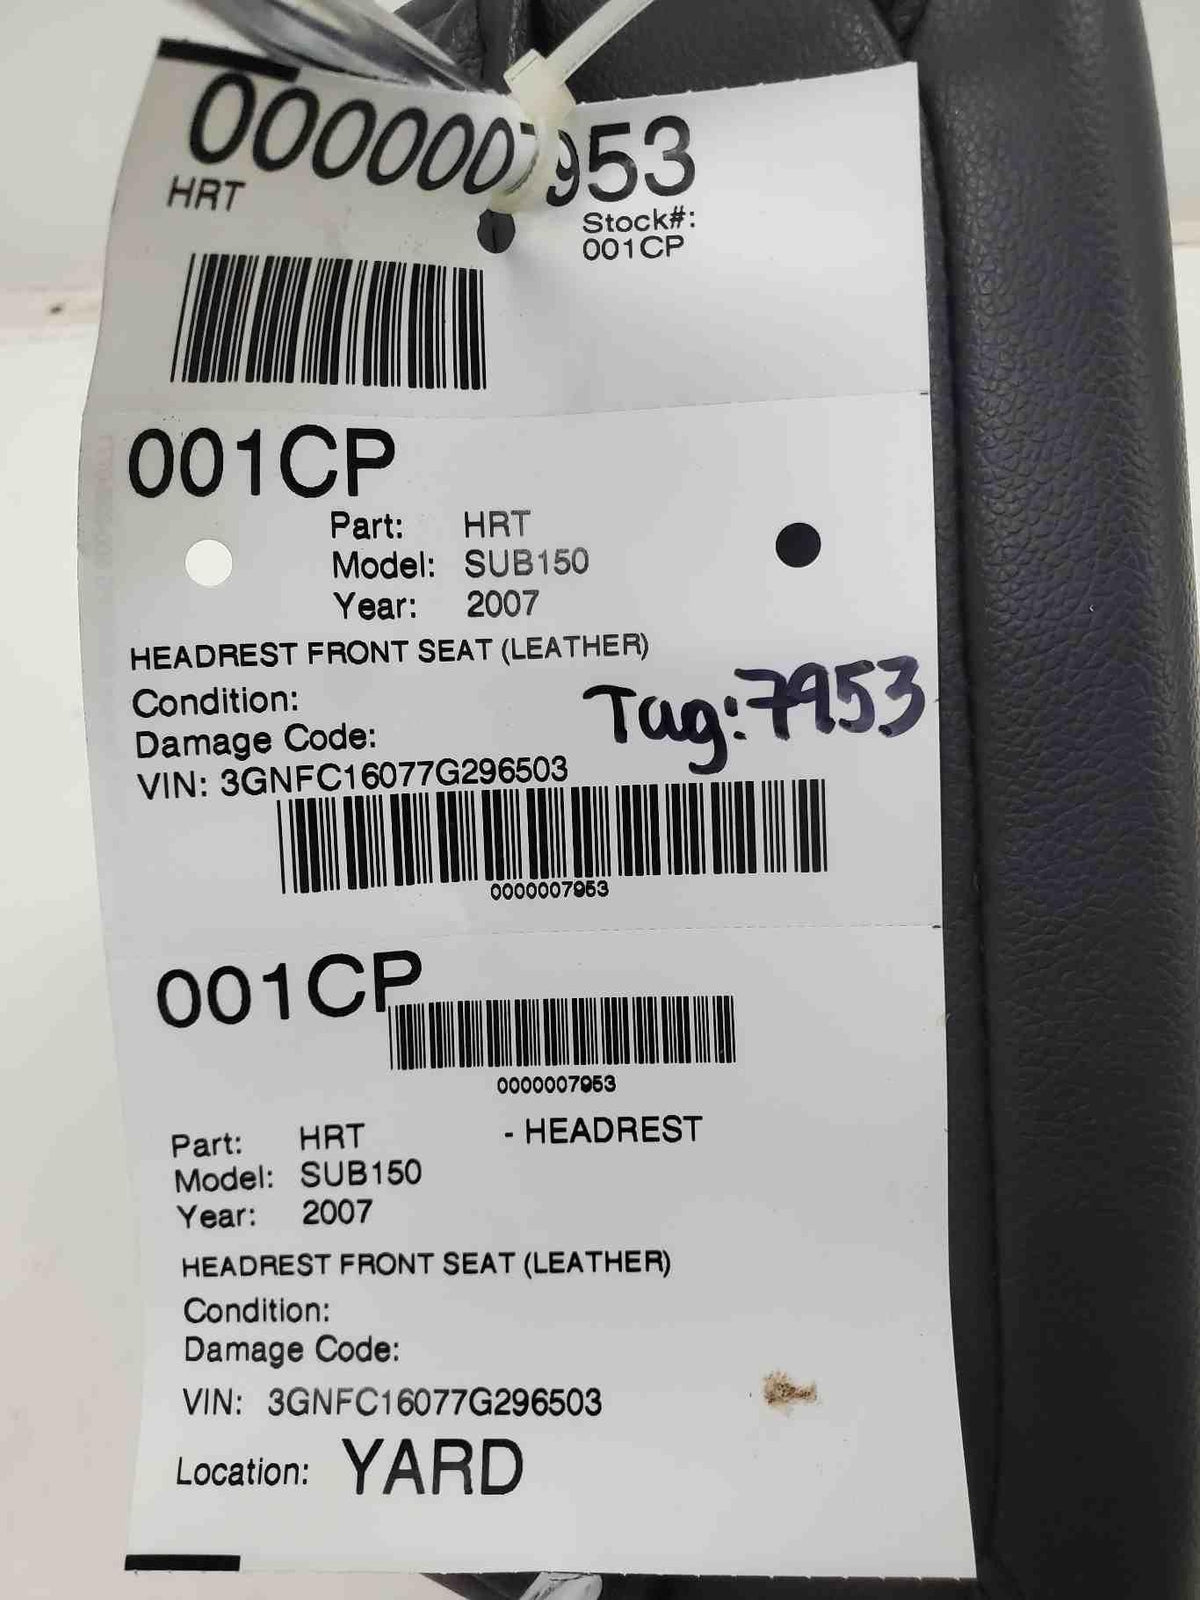 0000007953
HRT
Stock#:
001CP
001CP
Part: HRT
Model: SUB150
Year: 2007
HEADREST FRONT SEAT (LEATHER)
Condition:
Damage Code:
Tag:7953
VIN: 3GNFC16077G296503
0000007953
001CP
0000007953
Part: HRT - HEADREST
Model: SUB150
Year: 2007
HEADREST FRONT SEAT (LEATHER)
Condition:
Damage Code:
VIN: 3GNFC16077G296503
Location: YARD